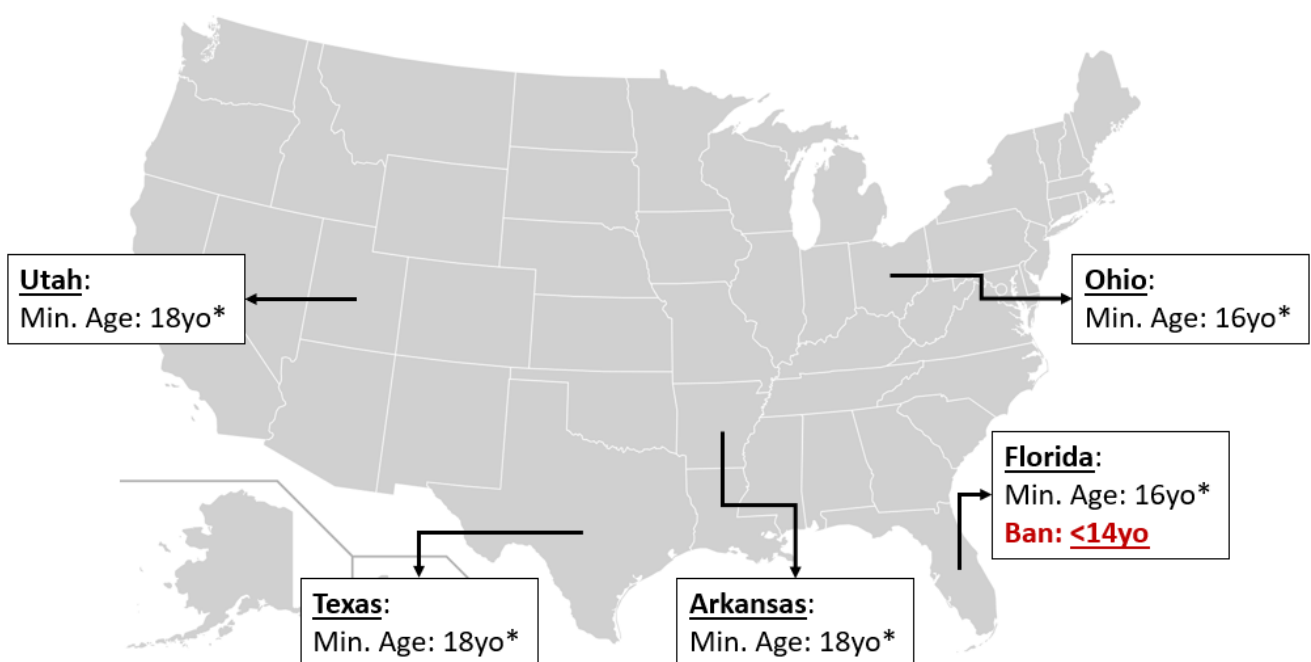 Utah:
Min. Age: 18yo*
Ohio:
Min. Age: 16yo*
Florida:
Min. Age: 16yo*
Ban: <14yo
Texas:
Min. Age: 18yo*
Arkansas:
Min. Age: 18yo*